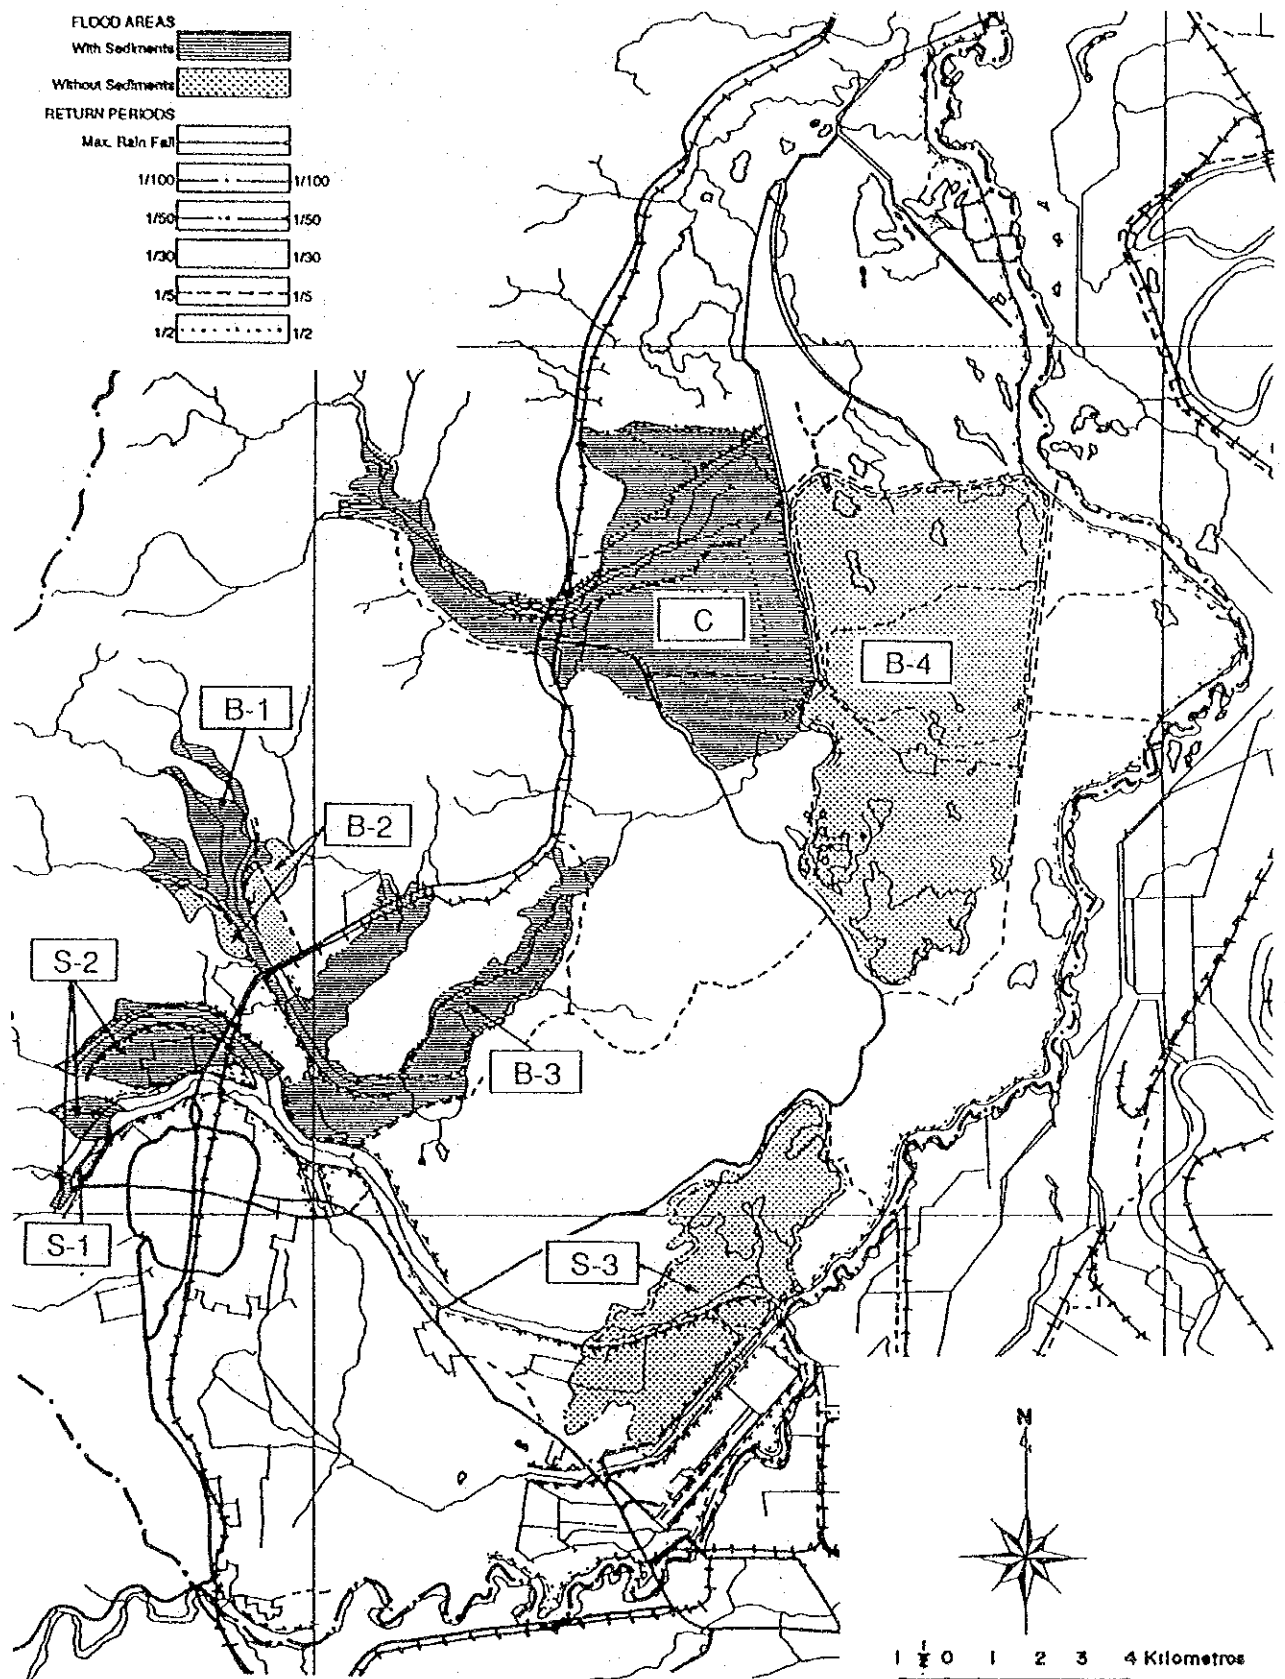 FLOOD AREAS
With Sediments
Without Sediments
RETURN PERIODS
Max. Rain Fall
1/100 1/100
1/50 1/50
1/30 1/30
1/5 1/5
1/2 1/2
C
B-4
B-1
B-2
S-2
B-3
S-1
S-3
N
1 ½ 0 1 2 3 4 Kilometros